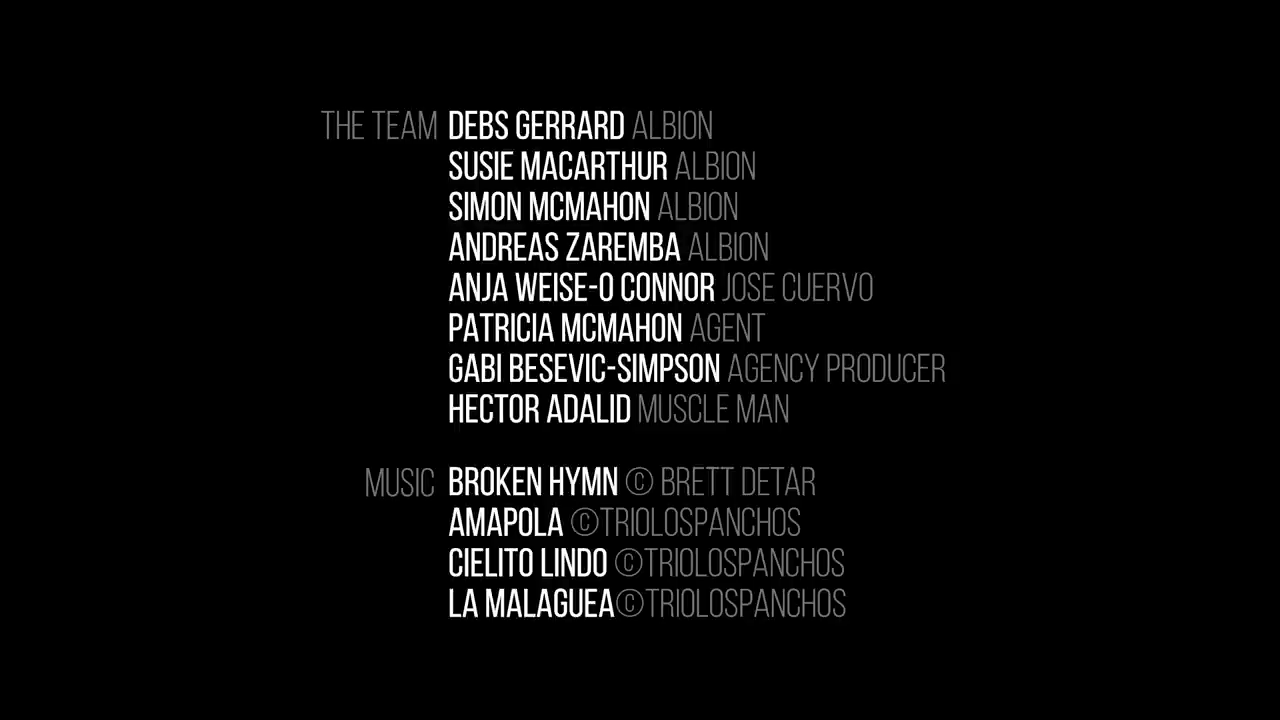 THE TEAM DEBS GERRARD ALBION
SUSIE MACARTHUR ALBION
SIMON MCMAHON ALBION
ANDREAS ZAREMBA ALBION
ANJA WEISE-O CONNOR JOSE CUERVO
PATRICIA MCMAHON AGENT
GABI BESEVIC-SIMPSON AGENCY PRODUCER
HECTOR ADALID MUSCLE MAN
MUSIC BROKEN HYMN © BRETT DETAR
AMAPOLA ©TRIOLOSPANCHOS
CIELITO LINDO ©TRIOLOSPANCHOS
LA MALAGUEA©TRIOLOSPANCHOS